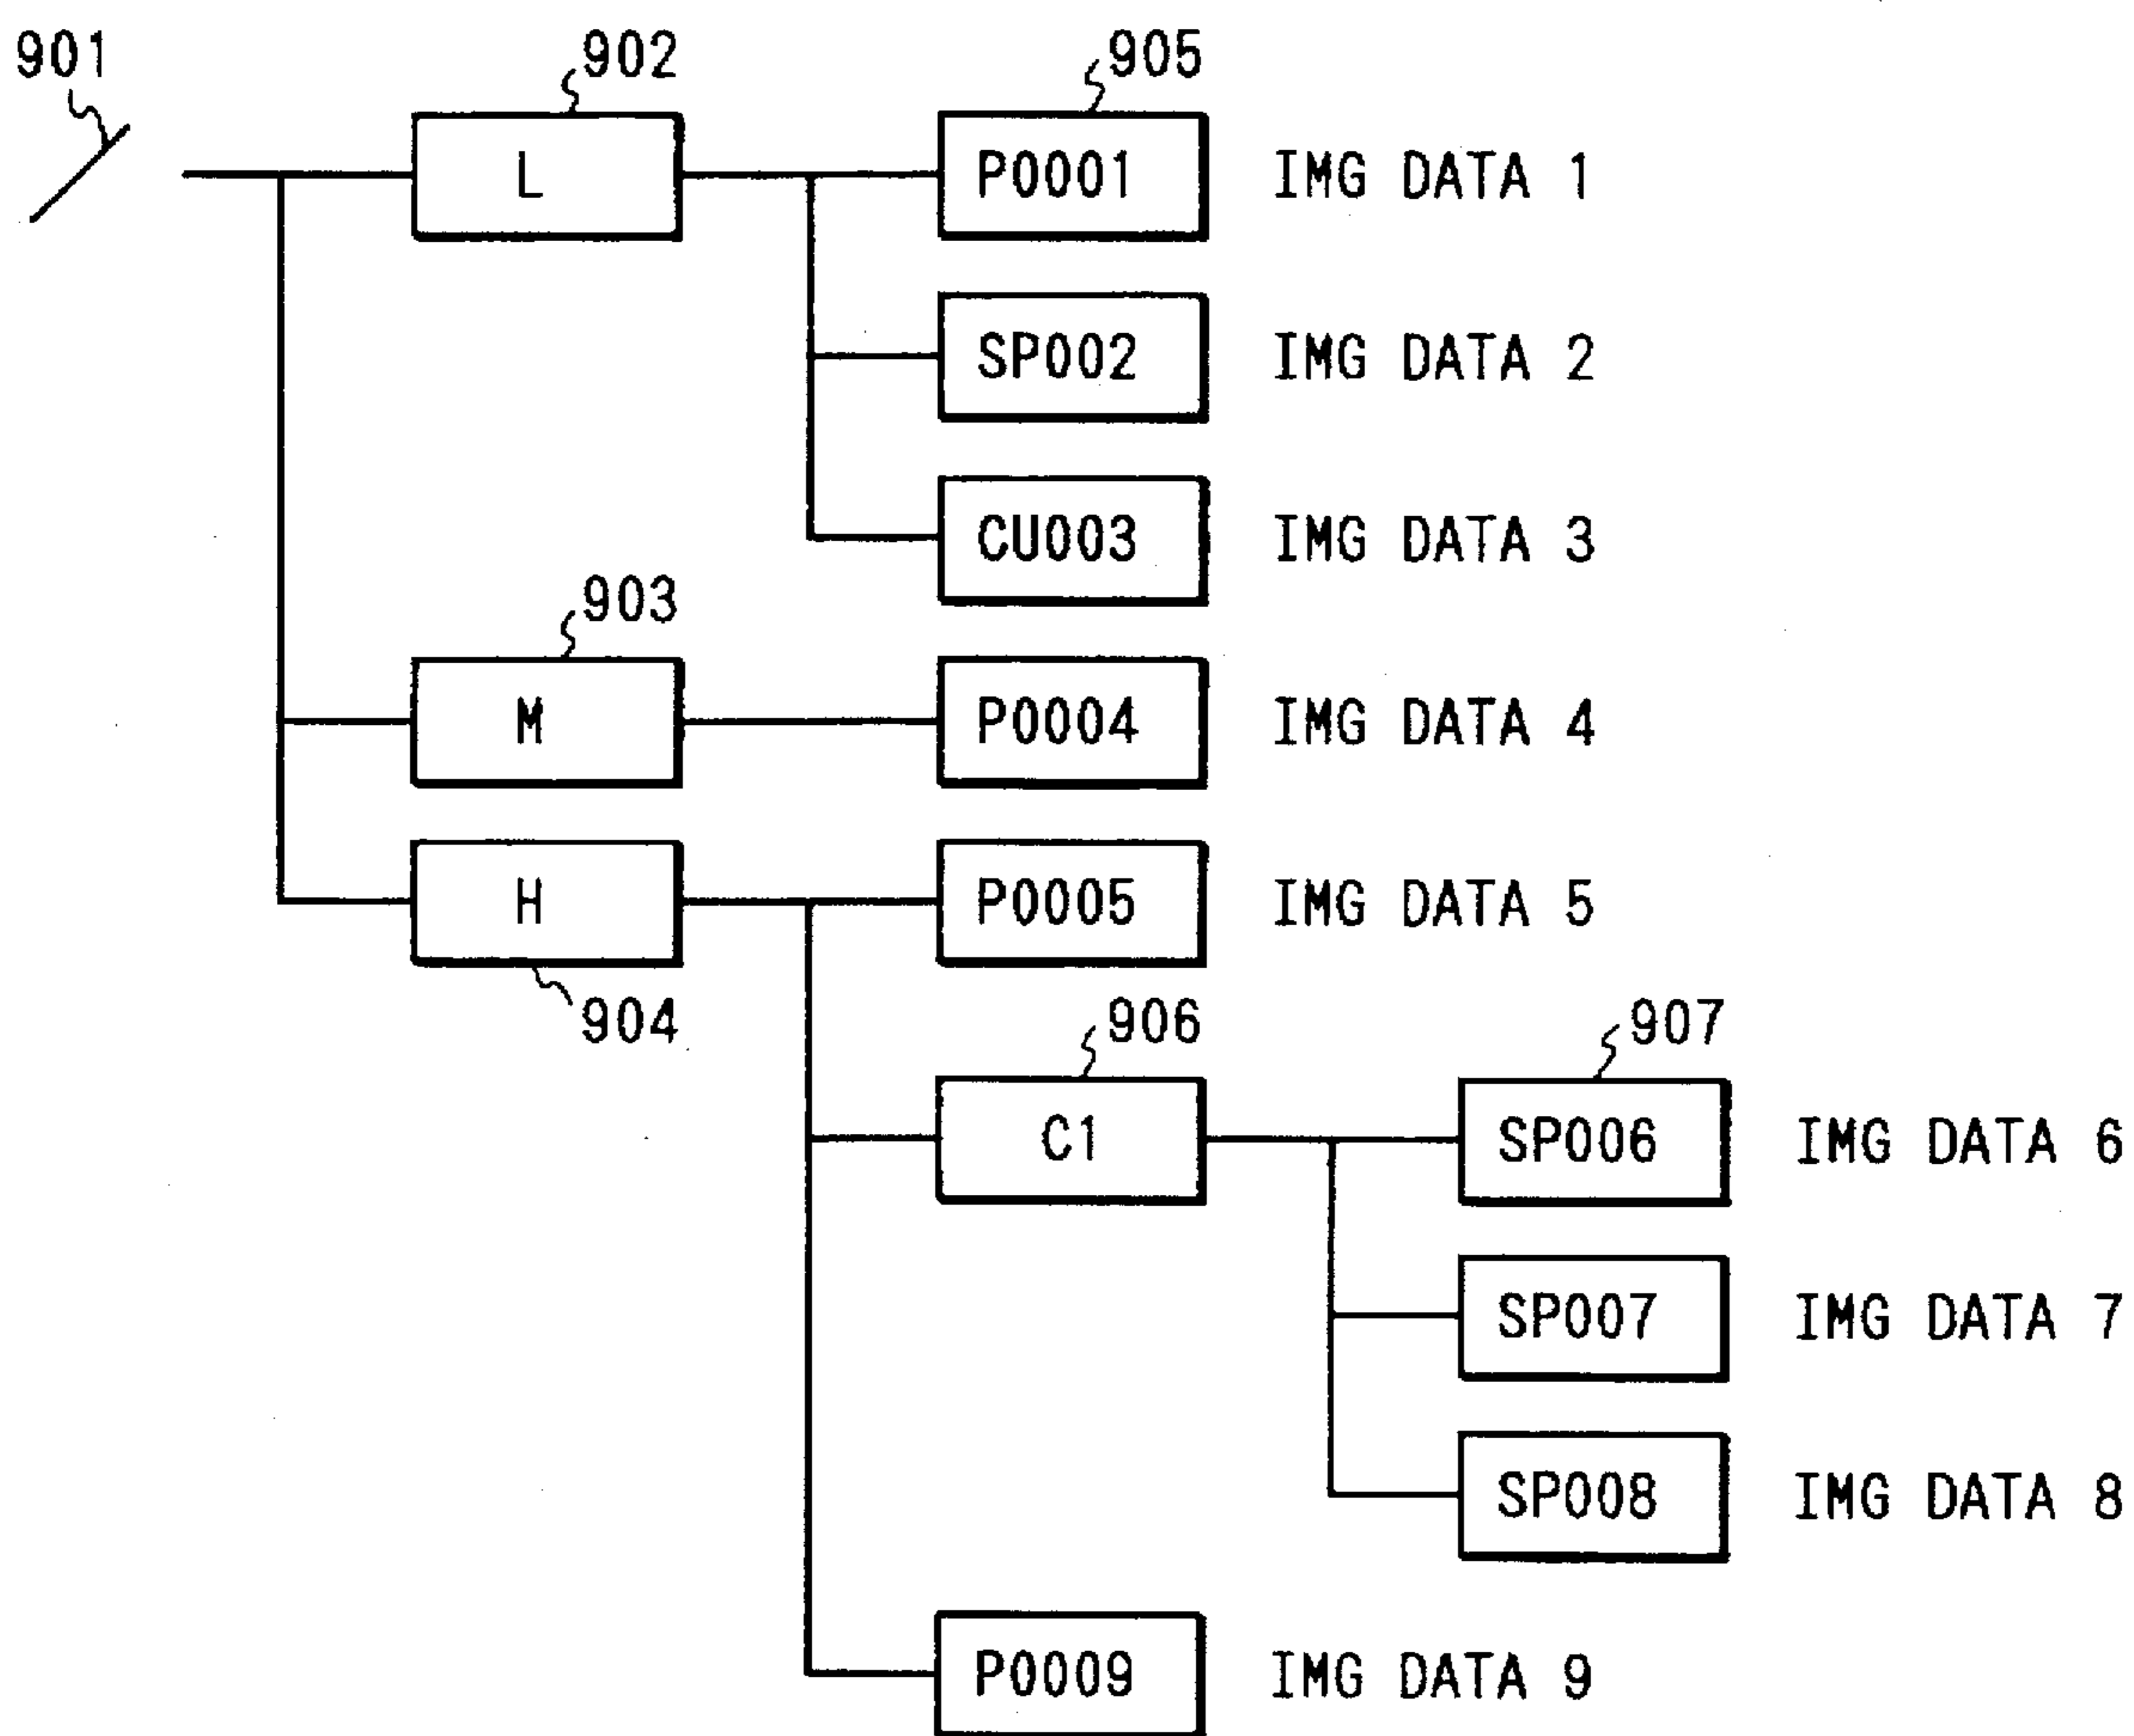 901
902
905
L
P0001 IMG DATA 1
SP002 IMG DATA 2
CU003 IMG DATA 3
903
M
P0004 IMG DATA 4
H
P0005 IMG DATA 5
904
906
907
C1
SP006 IMG DATA 6
SP007 IMG DATA 7
SP008 IMG DATA 8
P0009 IMG DATA 9